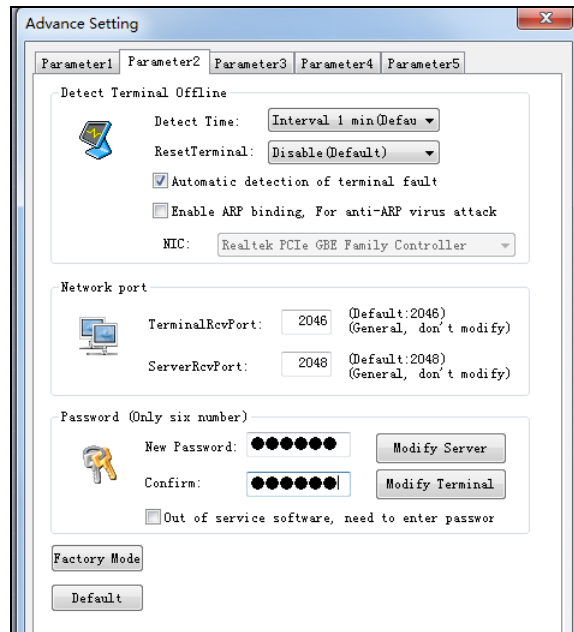 Advance Setting
Parameter1 Parameter2 Parameter3 Parameter4 Parameter5
Detect Terminal Offline
Detect Time: Interval 1 min(Defau
ResetTerminal: Disable(Default)
Automatic detection of terminal fault
Enable ARP binding, For anti-ARP virus attack
NIC: Realtek PCIe GBE Family Controller
Network port
TerminalRcvPort: 2046 (Default:2046)
(General, don't modify)
ServerRcvPort: 2048 (Default:2048)
(General, don't modify)
Password (Only six number)
New Password: ●●●●●● Modify Server
Confirm: ●●●●●● Modify Terminal
Out of service software, need to enter passwor
Factory Mode
Default